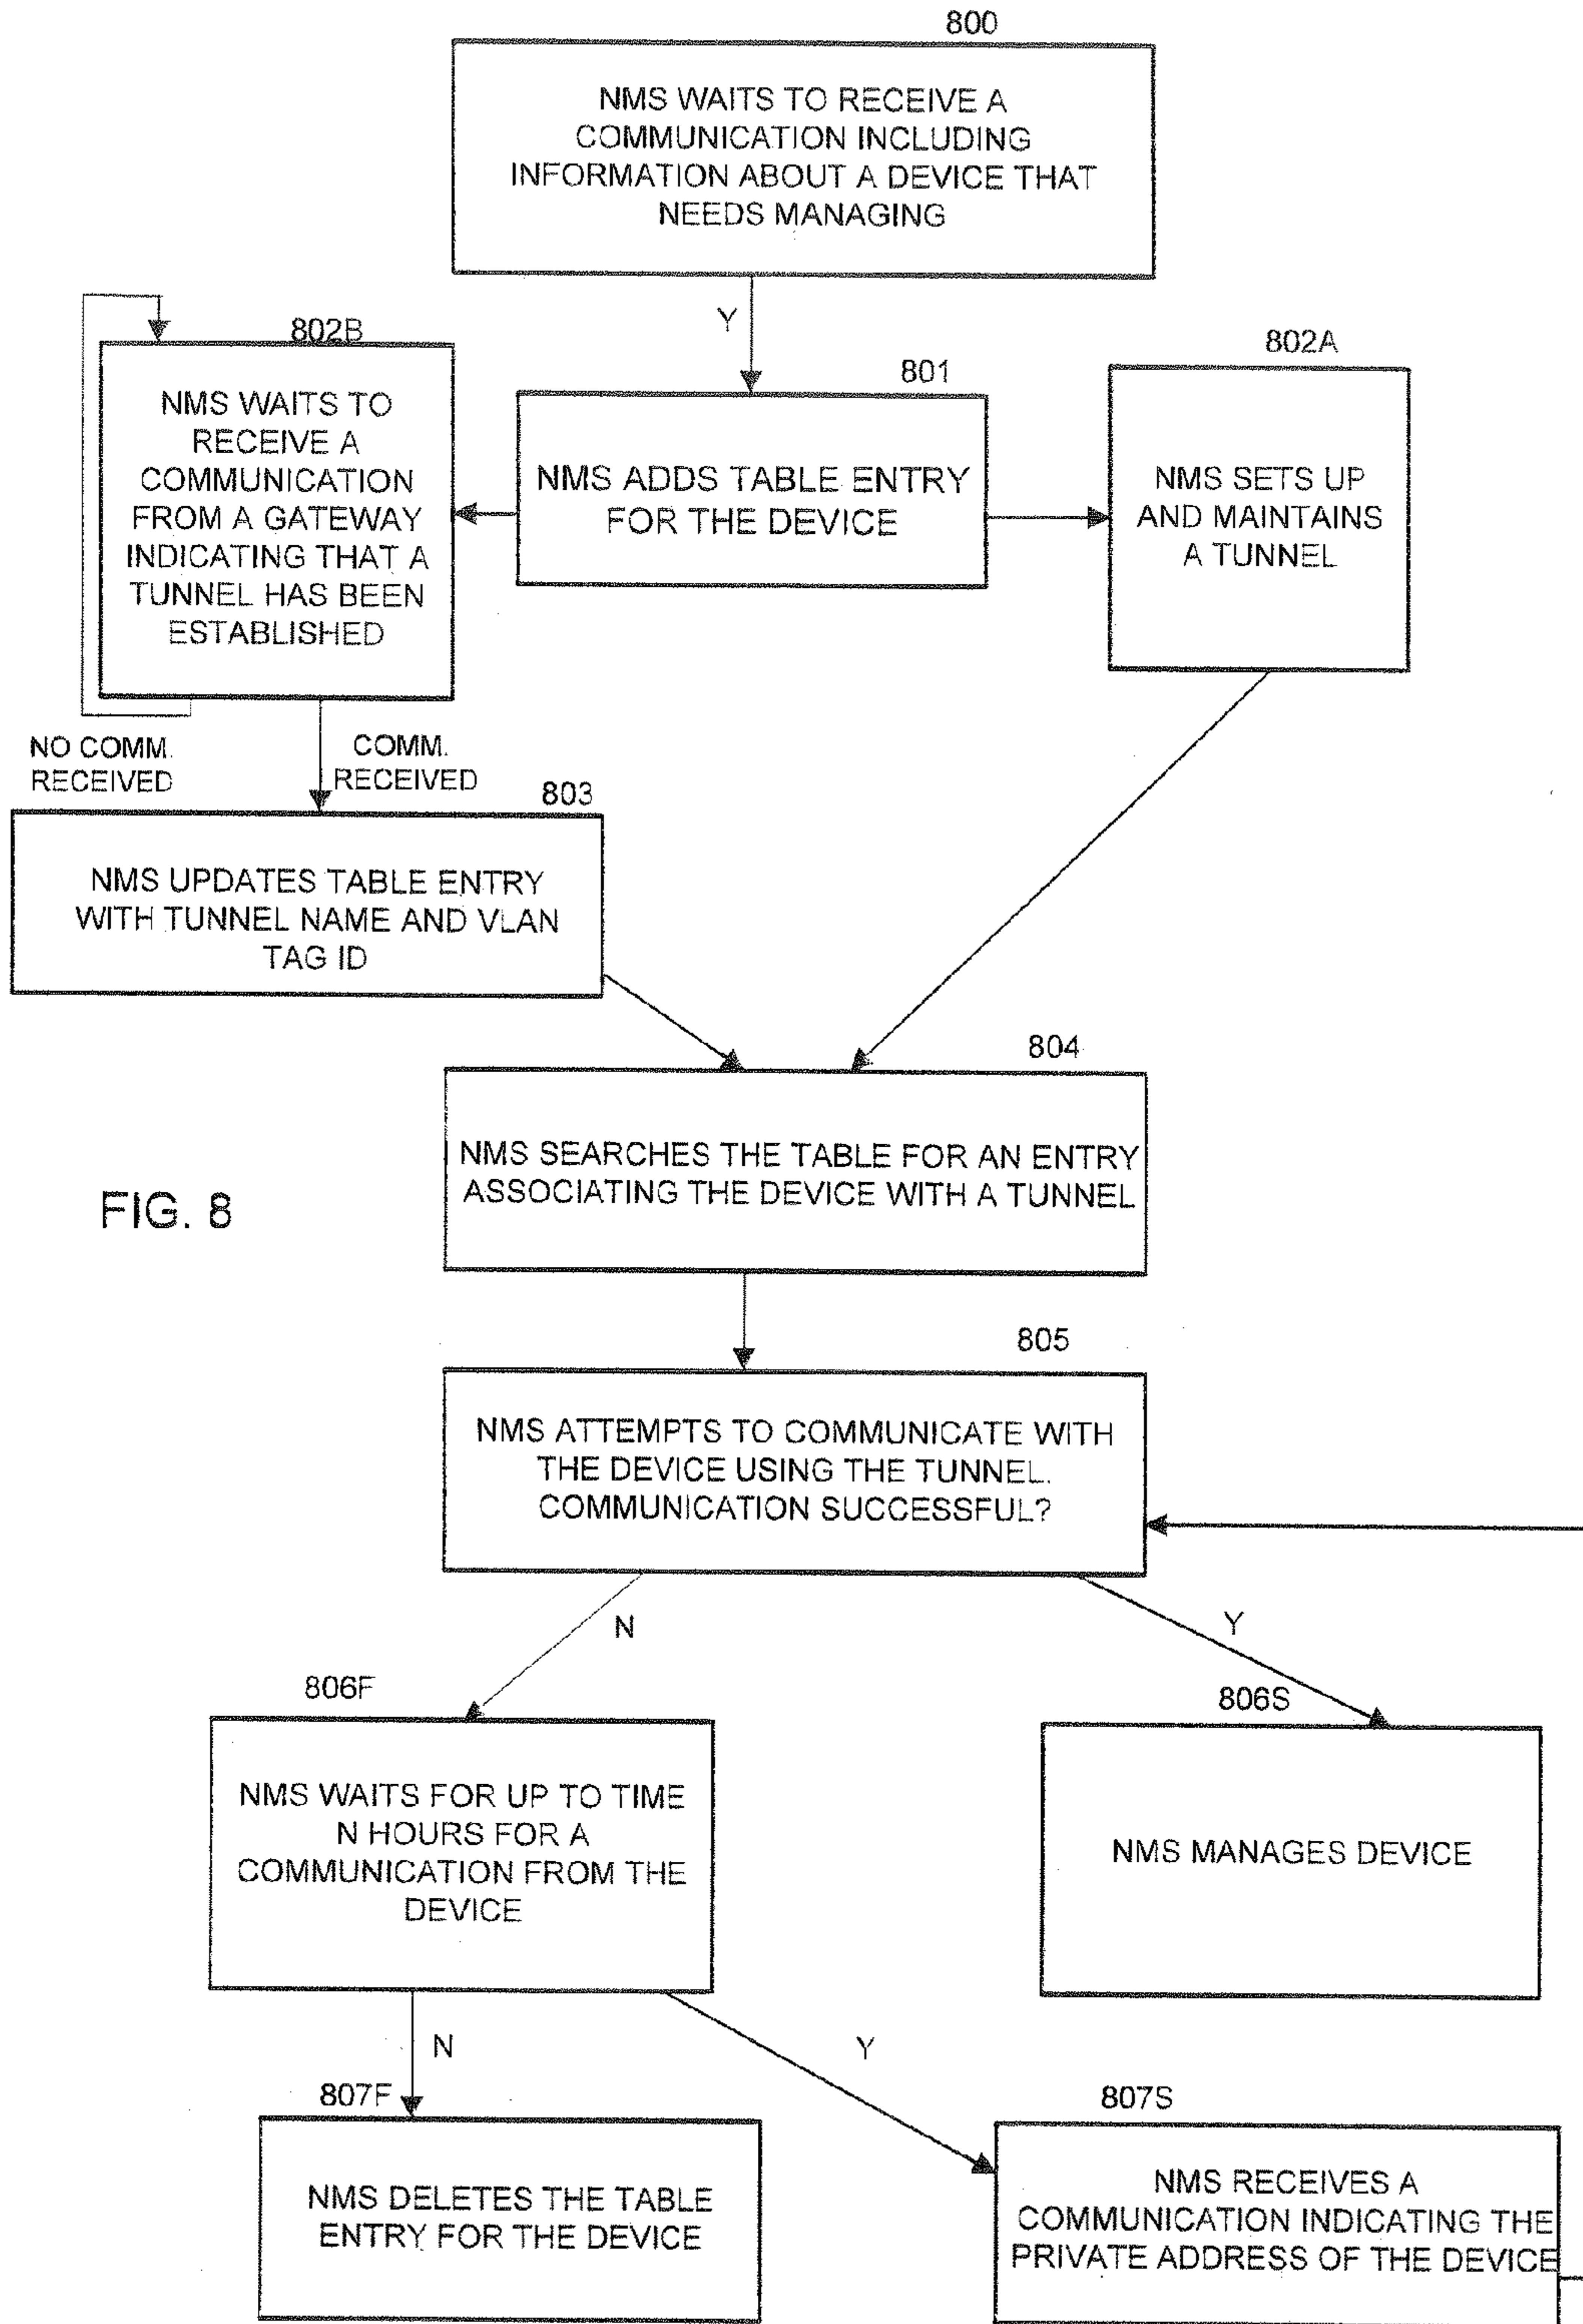 800
NMS WAITS TO RECEIVE A
COMMUNICATION INCLUDING
INFORMATION ABOUT A DEVICE THAT
NEEDS MANAGING
Y
802B
NMS WAITS TO
RECEIVE A
COMMUNICATION
FROM A GATEWAY
INDICATING THAT A
TUNNEL HAS BEEN
ESTABLISHED
801
NMS ADDS TABLE ENTRY
FOR THE DEVICE
802A
NMS SETS UP
AND MAINTAINS
A TUNNEL
NO COMM.
RECEIVED
COMM.
RECEIVED
803
NMS UPDATES TABLE ENTRY
WITH TUNNEL NAME AND VLAN
TAG ID
804
NMS SEARCHES THE TABLE FOR AN ENTRY
ASSOCIATING THE DEVICE WITH A TUNNEL
FIG. 8
805
NMS ATTEMPTS TO COMMUNICATE WITH
THE DEVICE USING THE TUNNEL.
COMMUNICATION SUCCESSFUL?
N
Y
806F
NMS WAITS FOR UP TO TIME
N HOURS FOR A
COMMUNICATION FROM THE
DEVICE
806S
NMS MANAGES DEVICE
N
Y
807F
NMS DELETES THE TABLE
ENTRY FOR THE DEVICE
807S
NMS RECEIVES A
COMMUNICATION INDICATING THE
PRIVATE ADDRESS OF THE DEVICE